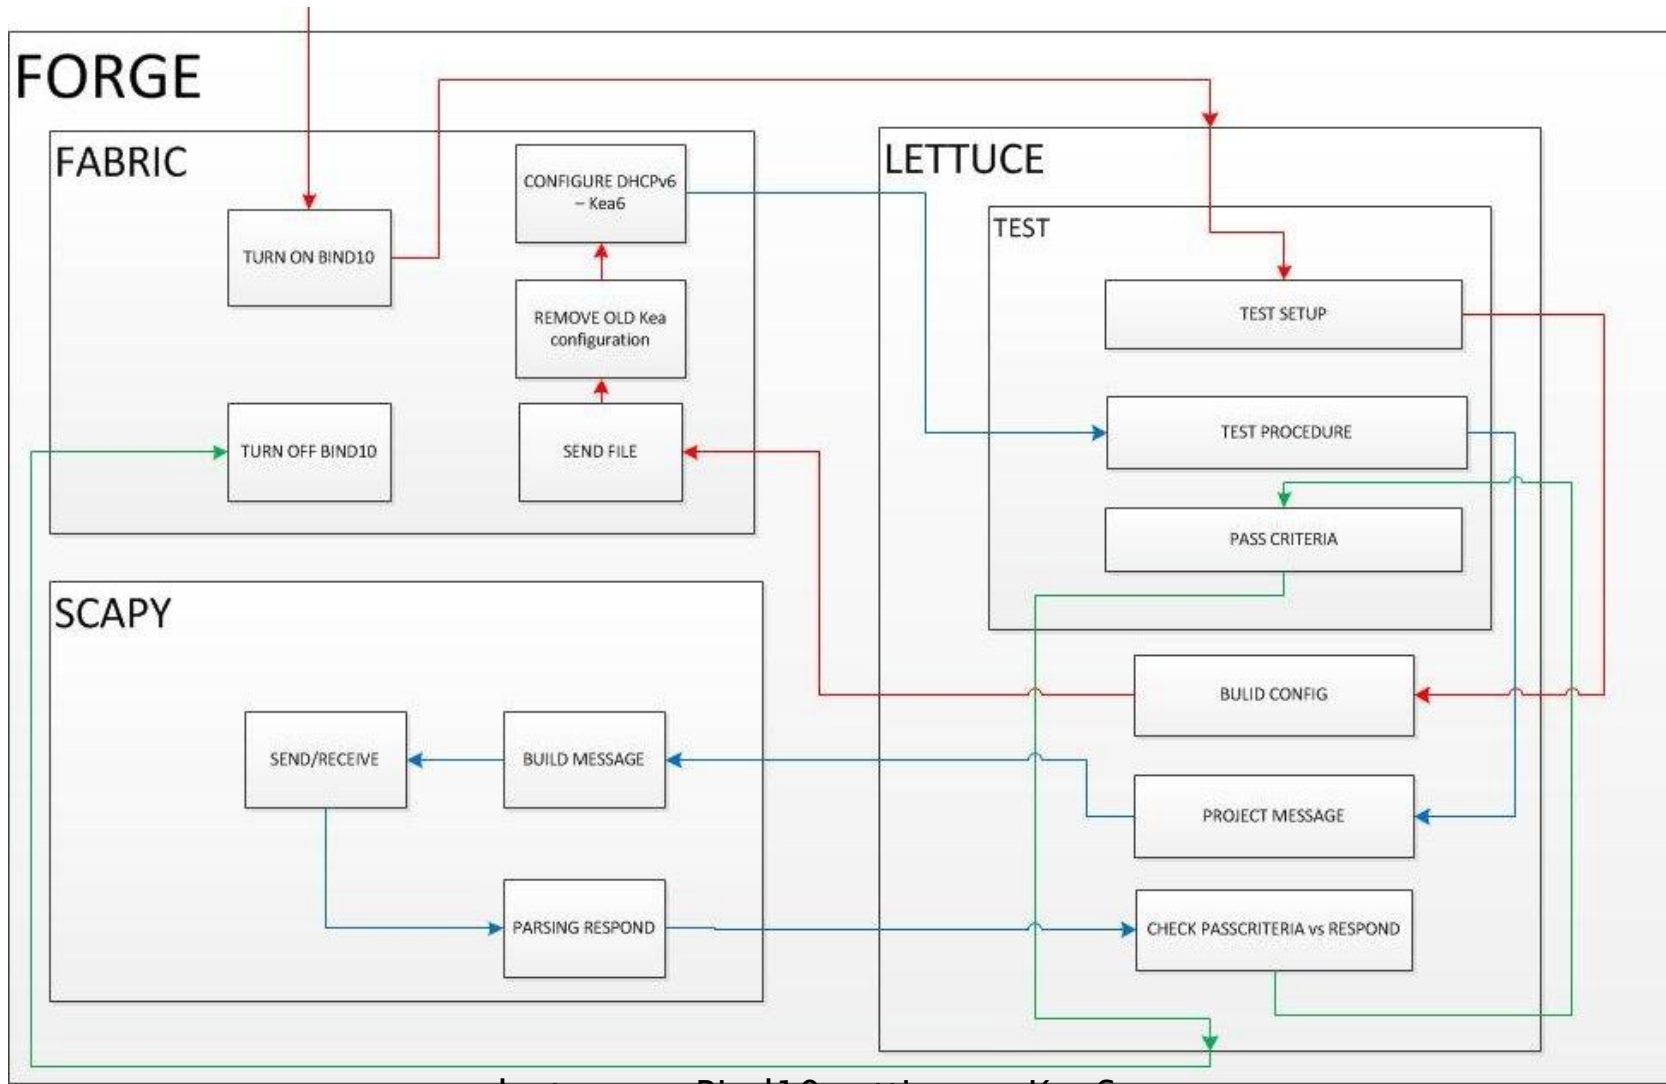 FORGE
FABRIC
TURN ON BIND10
CONFIGURE DHCPv6
– Kea6
REMOVE OLD Kea
configuration
TURN OFF BIND10
SEND FILE
LETTUCE
TEST
TEST SETUP
TEST PROCEDURE
PASS CRITERIA
BULID CONFIG
PROJECT MESSAGE
CHECK PASSCRITERIA vs RESPOND
SCAPY
SEND/RECEIVE
BUILD MESSAGE
PARSING RESPOND